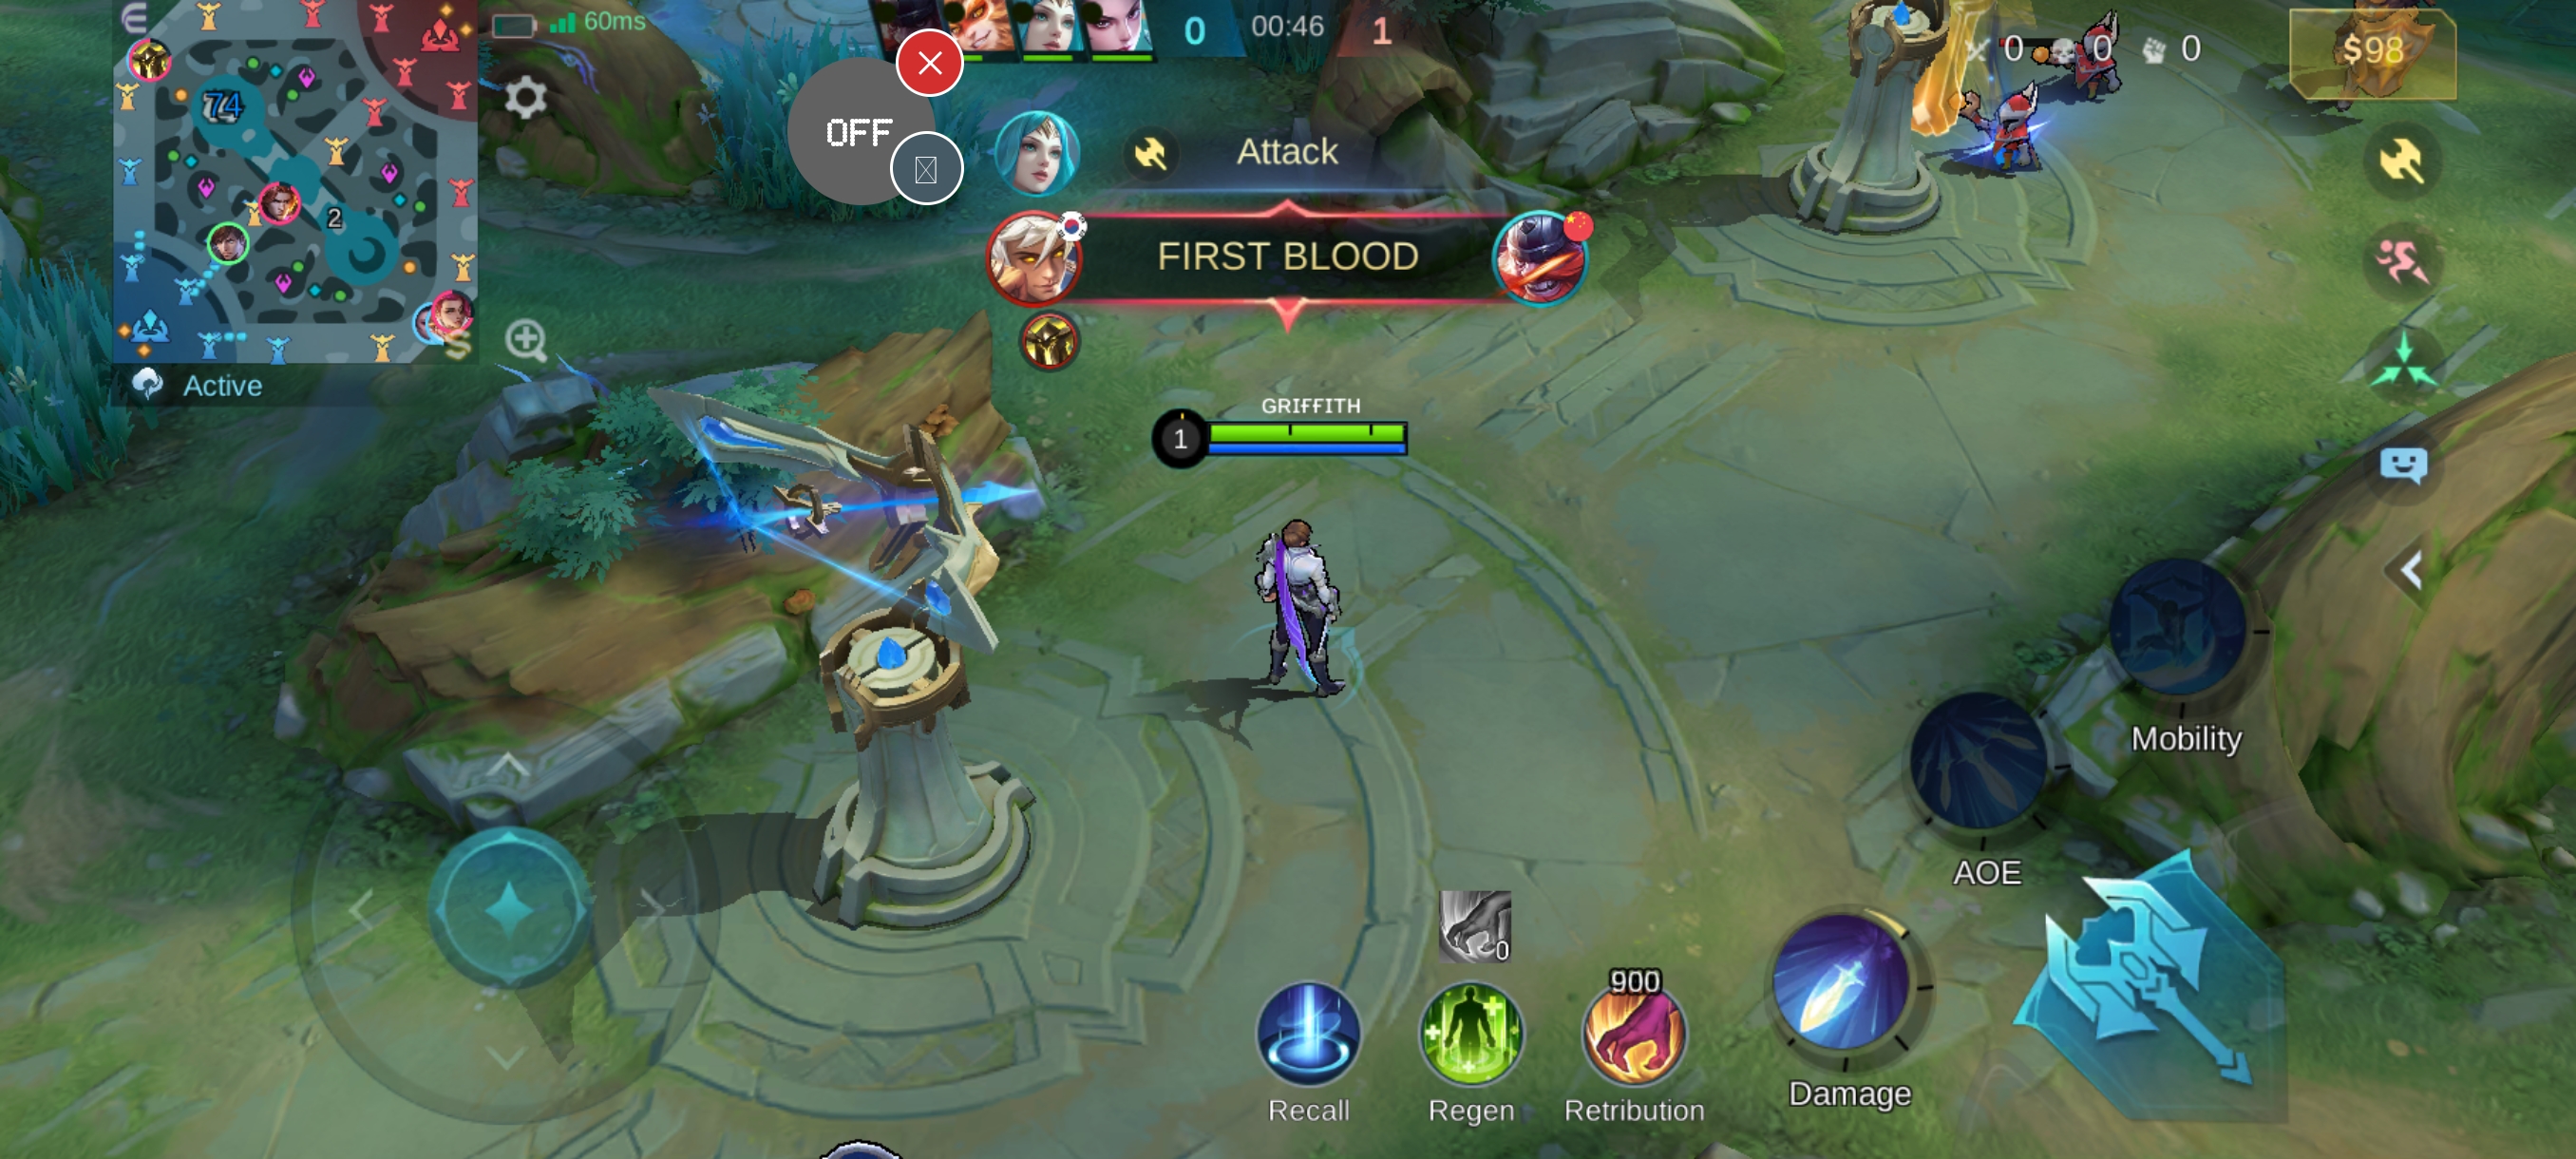 60ms
0
00:46
1
0
0
0
$98
OFF
74
2
Attack
FIRST BLOOD
Active
GRIFFITH
1
Mobility
AOE
0
900
Damage
Recall
Regen
Retribution